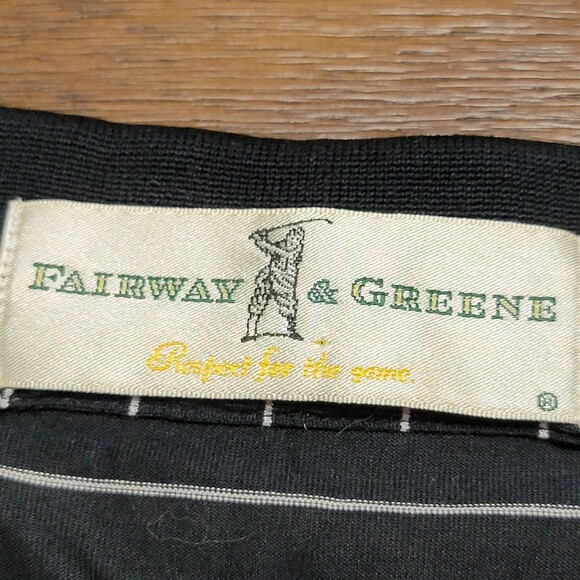 FAIRWAY & GREENE
Respect for the game.
®